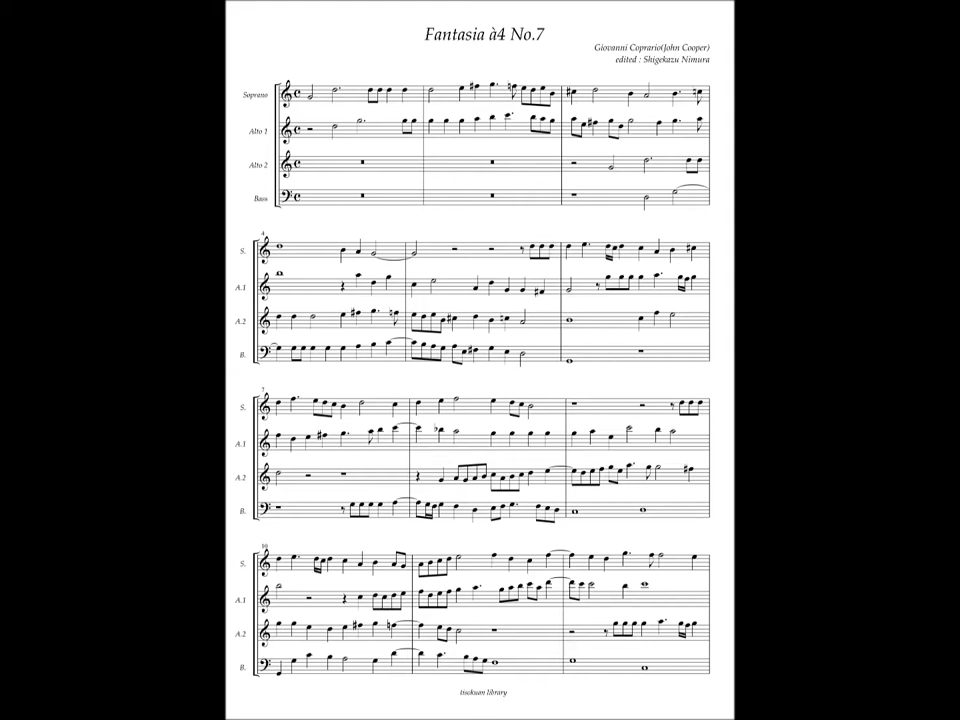 Fantasia à4 No.7
Giovanni Coprario(John Cooper)
edited : Shigekazu Nimura
Soprano
Alto 1
Alto 2
Bass
4
S.
A.1
A.2
B.
7
S.
A.1
A.2
B.
10
S.
A.1
A.2
B.
tisokuan library